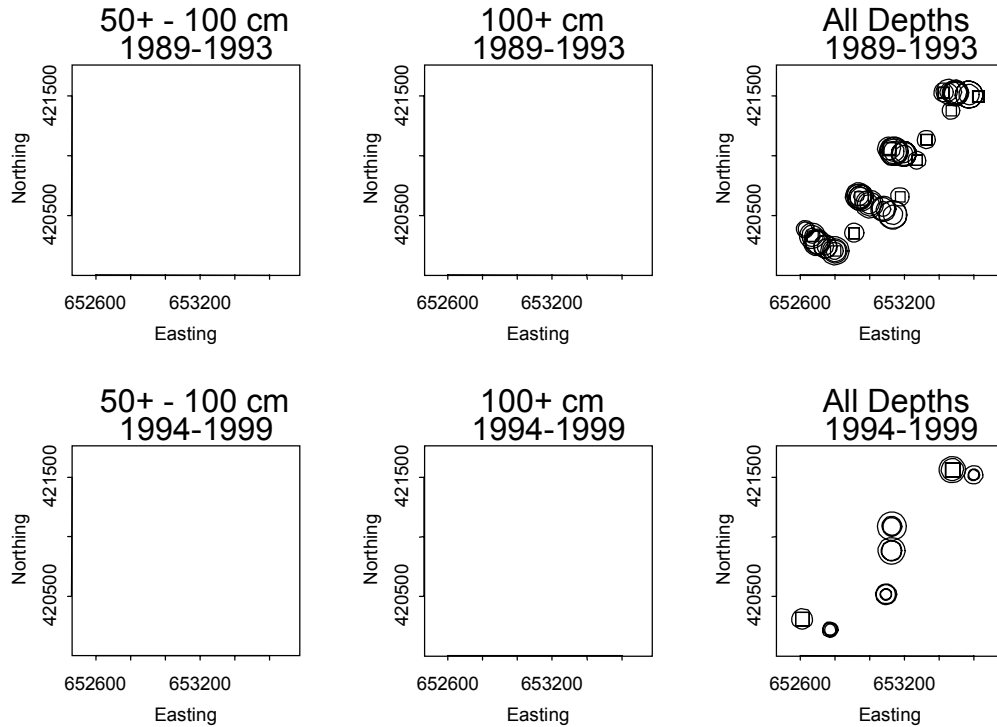 50+ - 100 cm
1989-1993
Northing
421500
420500
652600 653200
Easting
100+ cm
1989-1993
Northing
421500
420500
652600 653200
Easting
All Depths
1989-1993
Northing
421500
420500
652600 653200
Easting
50+ - 100 cm
1994-1999
Northing
421500
420500
652600 653200
Easting
100+ cm
1994-1999
Northing
421500
420500
652600 653200
Easting
All Depths
1994-1999
Northing
421500
420500
652600 653200
Easting